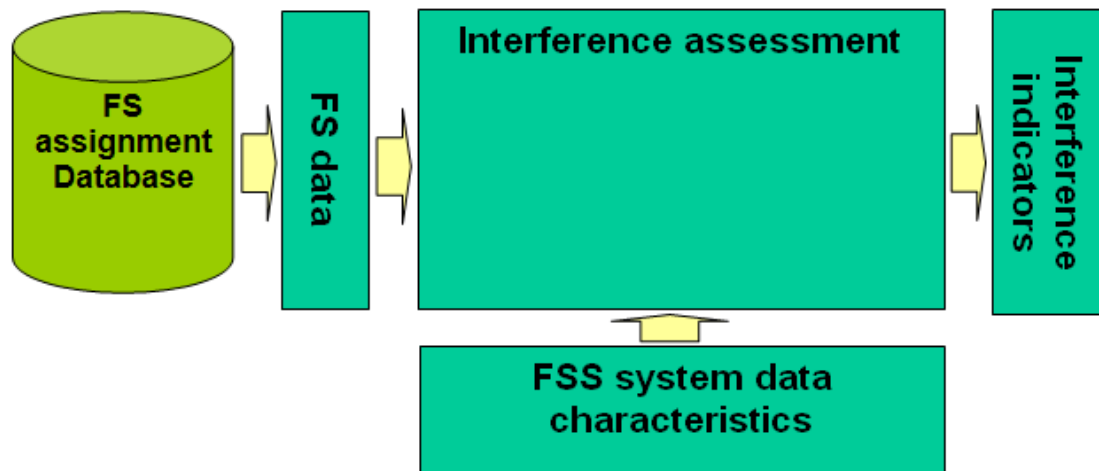 FS
assignment
Database
FS data
Interference assessment
Interference
indicators
FSS system data
characteristics